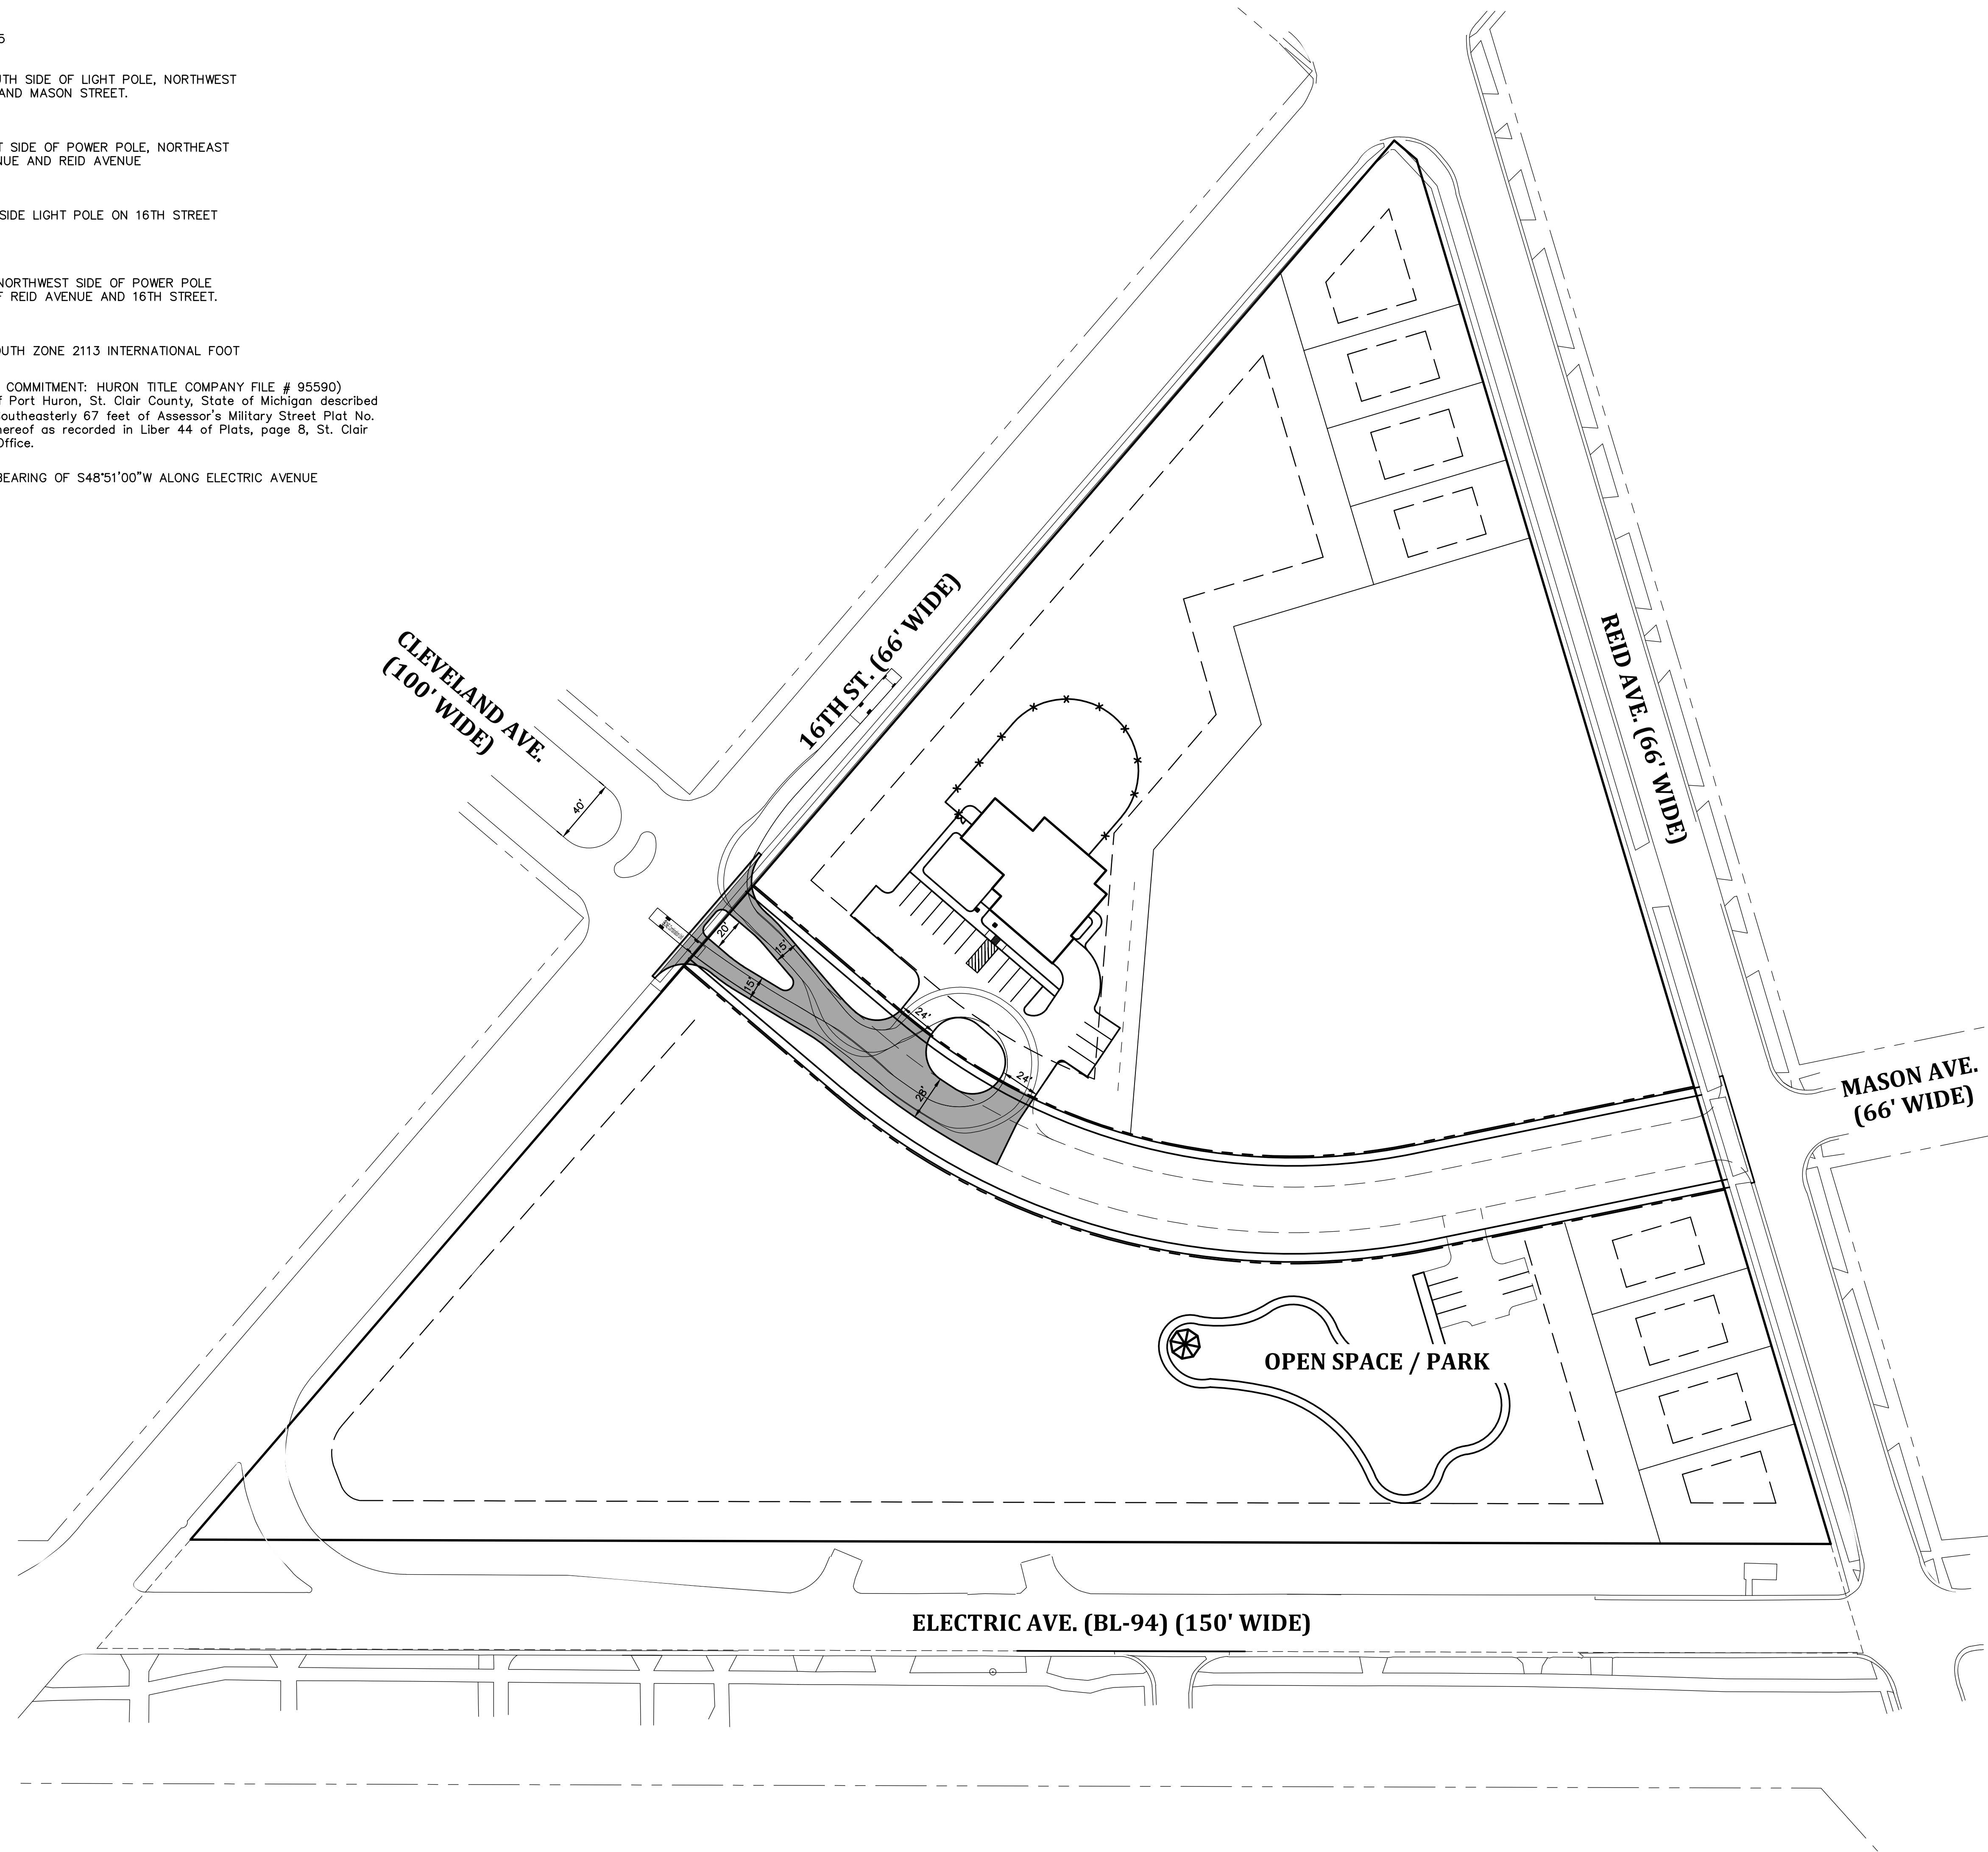 5
UTH SIDE OF LIGHT POLE, NORTHWEST
AND MASON STREET.
T SIDE OF POWER POLE, NORTHEAST
NUE AND REID AVENUE
SIDE LIGHT POLE ON 16TH STREET
NORTHWEST SIDE OF POWER POLE
F REID AVENUE AND 16TH STREET.
OUTH ZONE 2113 INTERNATIONAL FOOT
COMMITMENT: HURON TITLE COMPANY FILE # 95590)
f Port Huron, St. Clair County, State of Michigan described
outheasterly 67 feet of Assessor's Military Street Plat No.
hereof as recorded in Liber 44 of Plats, page 8, St. Clair
Office.
BEARING OF S48°51'00"W ALONG ELECTRIC AVENUE
CLEVELAND AVE.
(100' WIDE)
16TH ST. (66' WIDE)
REID AVE. (66' WIDE)
40'
20'
15'
15'
24'
24'
28'
MASON AVE.
(66' WIDE)
OPEN SPACE / PARK
ELECTRIC AVE. (BL-94) (150' WIDE)